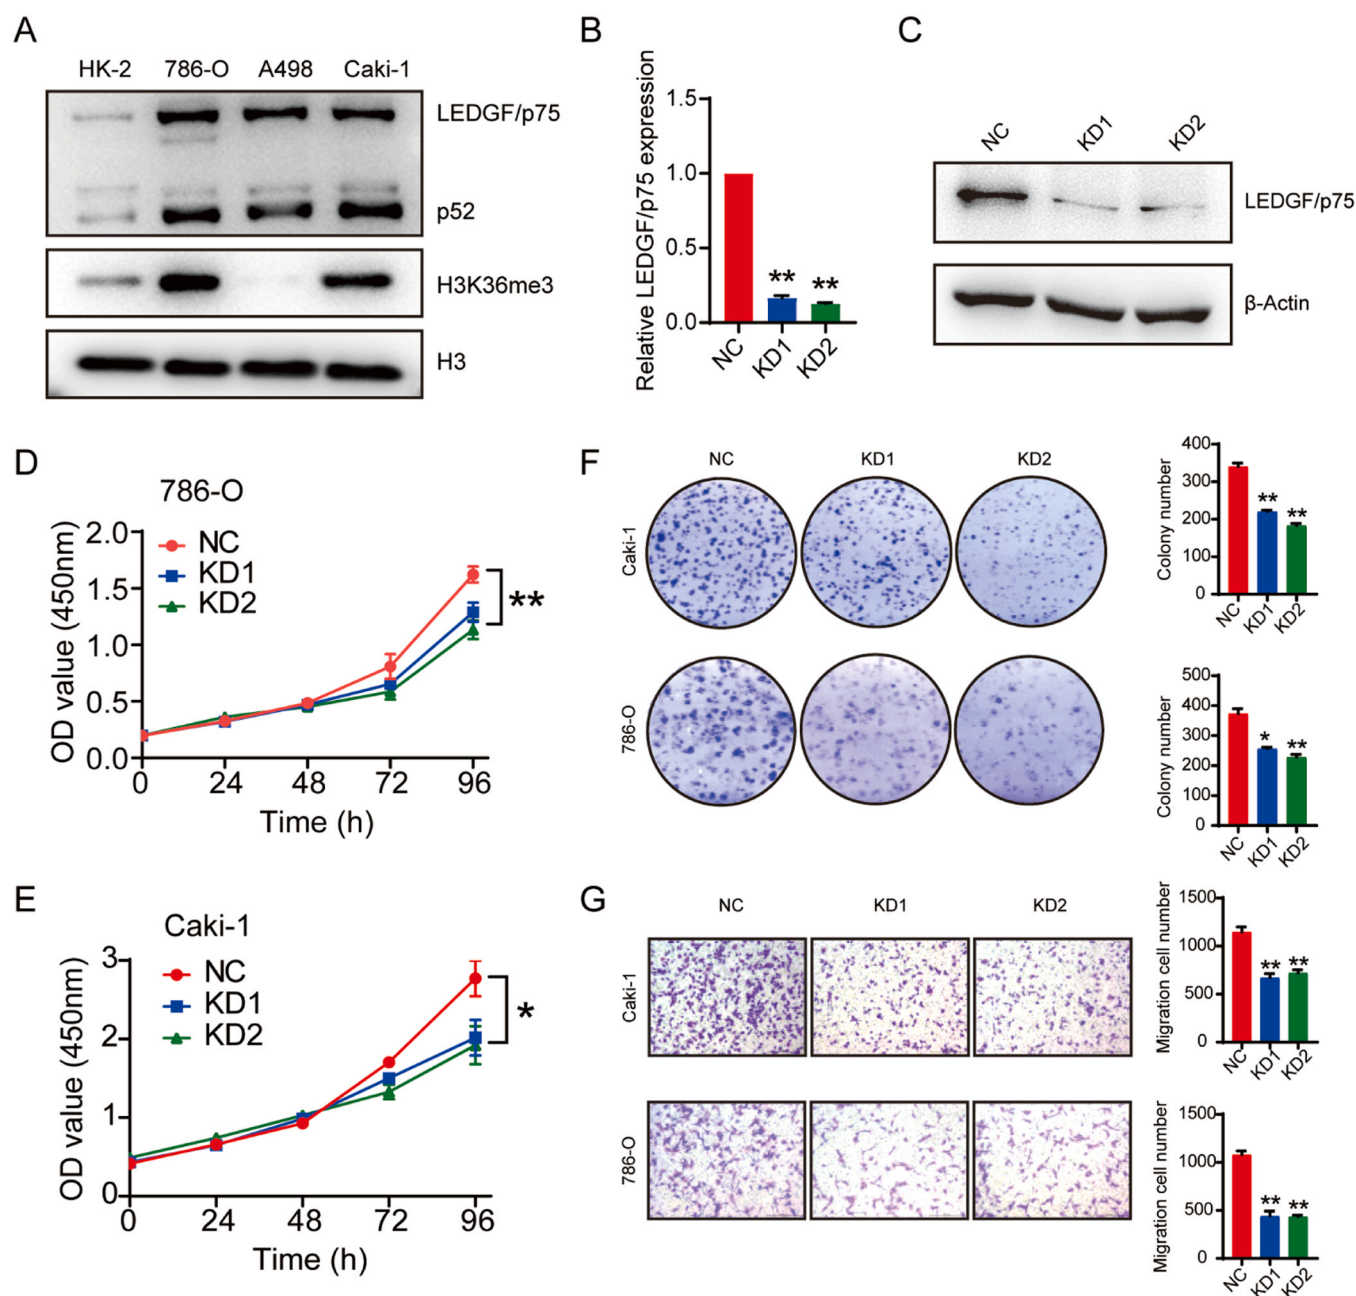 A
HK-2 786-O A498 Caki-1
LEDGF/p75
p52
H3K36me3
H3
B
Relative LEDGF/p75 expression
1.5
1.0
0.5
0.0
** **
NC KD1 KD2
C
NC KD1 KD2
LEDGF/p75
β-Actin
D
786-O
OD value (450nm)
2.0
1.5
1.0
0.5
0.0
NC
KD1
KD2
**
0 24 48 72 96
Time (h)
E
Caki-1
OD value (450nm)
3
2
1
0
NC
KD1
KD2
*
0 24 48 72 96
Time (h)
F
NC KD1 KD2
Caki-1
786-O
Colony number
400
300
200
100
0
** **
NC KD1 KD2
Colony number
500
400
300
200
100
0
* **
NC KD1 KD2
G
NC KD1 KD2
Caki-1
786-O
Migration cell number
1500
1000
500
0
** **
NC KD1 KD2
Migration cell number
1500
1000
500
0
** **
NC KD1 KD2